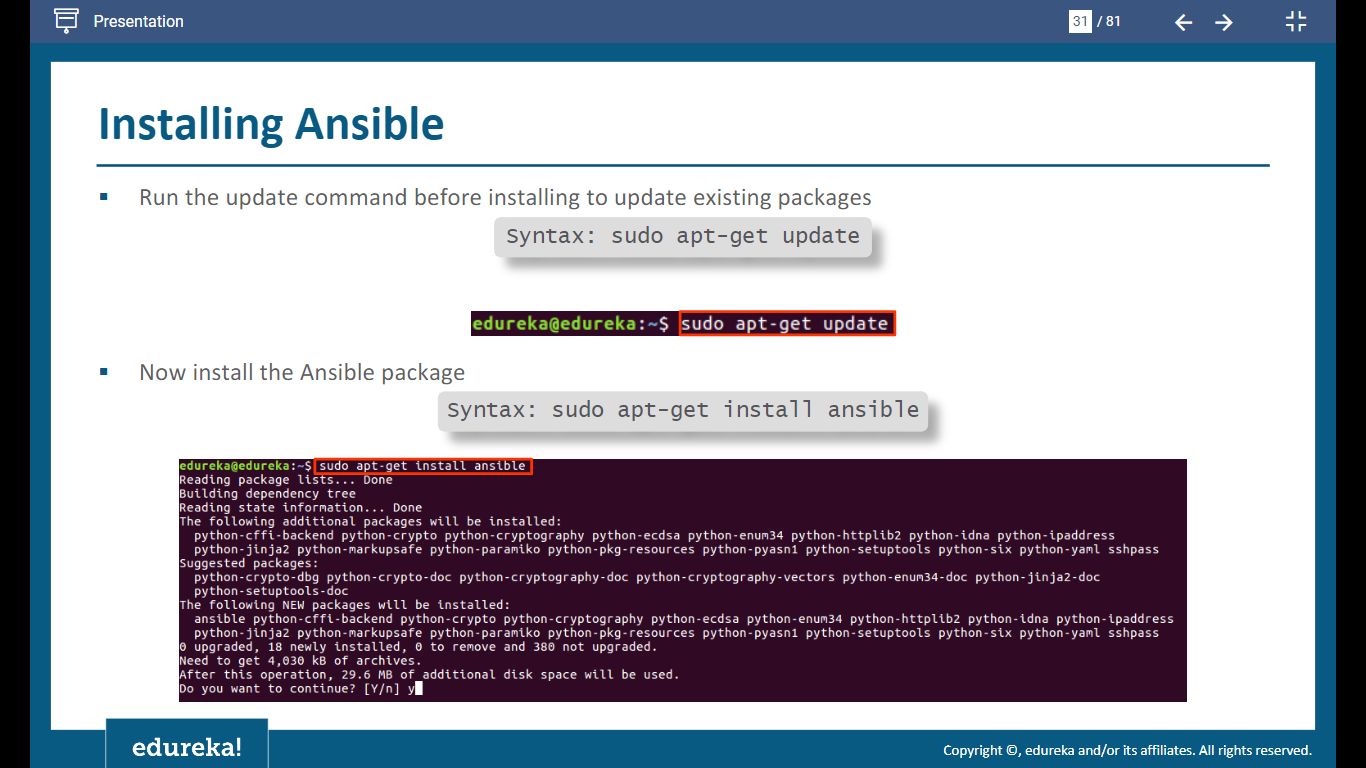 Presentation
31 / 81
Installing Ansible
Run the update command before installing to update existing packages
Syntax: sudo apt-get update
edureka@edureka:~$ sudo apt-get update
Now install the Ansible package
Syntax: sudo apt-get install ansible
edureka@edureka:~$ sudo apt-get install ansible
Reading package lists... Done
Building dependency tree
Reading state information... Done
The following additional packages will be installed:
python-cffi-backend python-crypto python-cryptography python-ecdsa python-enum34 python-httplib2 python-idna python-ipaddress
python-jinja2 python-markupsafe python-paramiko python-pkg-resources python-pyasn1 python-setuptools python-six python-yaml sshpass
Suggested packages:
python-crypto-dbg python-crypto-doc python-cryptography-doc python-cryptography-vectors python-enum34-doc python-jinja2-doc
python-setuptools-doc
The following NEW packages will be installed:
ansible python-cffi-backend python-crypto python-cryptography python-ecdsa python-enum34 python-httplib2 python-idna python-ipaddress
python-jinja2 python-markupsafe python-paramiko python-pkg-resources python-pyasn1 python-setuptools python-six python-yaml sshpass
0 upgraded, 18 newly installed, 0 to remove and 380 not upgraded.
Need to get 4,030 kB of archives.
After this operation, 29.6 MB of additional disk space will be used.
Do you want to continue? [Y/n] y
edureka!
Copyright ©, edureka and/or its affiliates. All rights reserved.